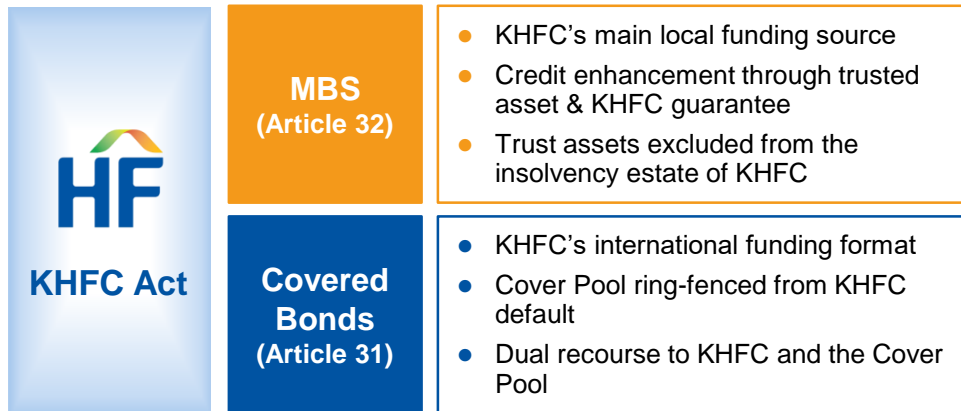 HF
KHFC Act
MBS
(Article 32)
● KHFC’s main local funding source
● Credit enhancement through trusted
asset & KHFC guarantee
● Trust assets excluded from the
insolvency estate of KHFC
Covered
Bonds
(Article 31)
● KHFC’s international funding format
● Cover Pool ring-fenced from KHFC
default
● Dual recourse to KHFC and the Cover
Pool